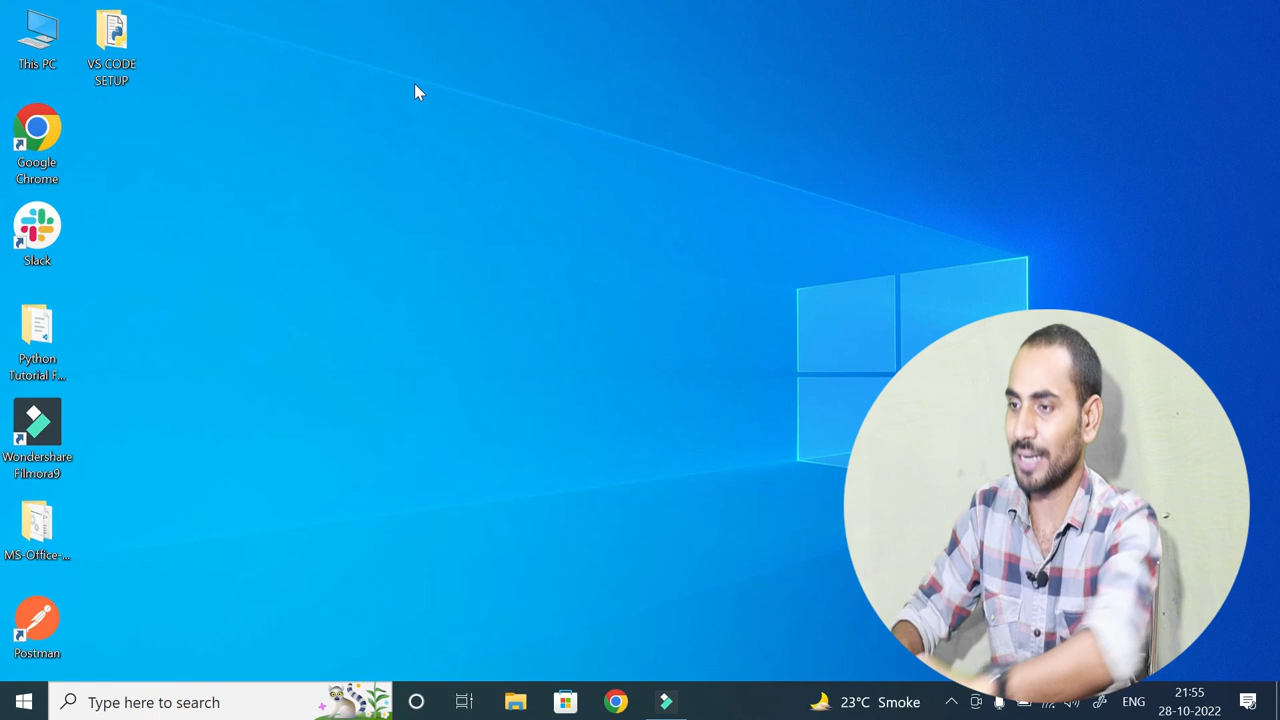 This PC
VS CODE
SETUP
Google
Chrome
Slack
Python
Tutorial F...
Wondershare
Filmora9
MS-Office-...
Postman
Type here to search
23°C Smoke
ENG
21:55
28-10-2022